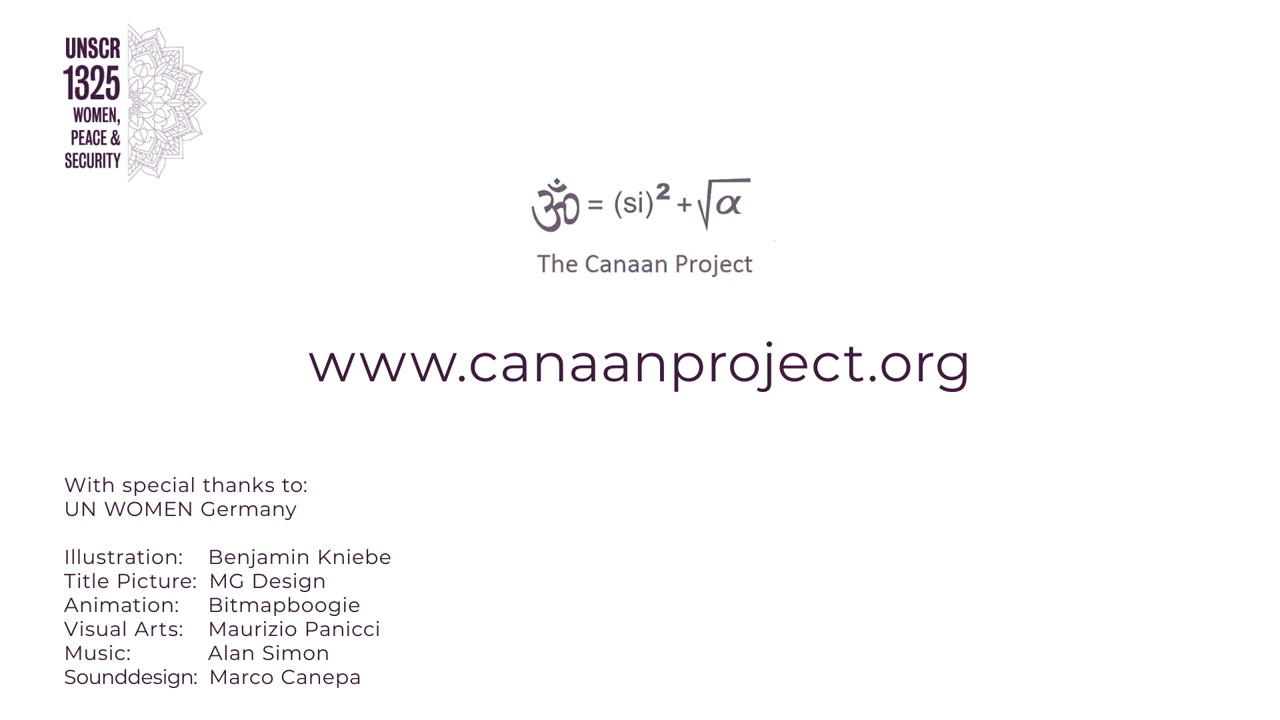 UNSCR
1325
WOMEN,
PEACE &
SECURITY
ॐ = (si)² + √α
The Canaan Project
www.canaanproject.org
With special thanks to:
UN WOMEN Germany
Illustration: Benjamin Kniebe
Title Picture: MG Design
Animation: Bitmapboogie
Visual Arts: Maurizio Panicci
Music: Alan Simon
Sounddesign: Marco Canepa